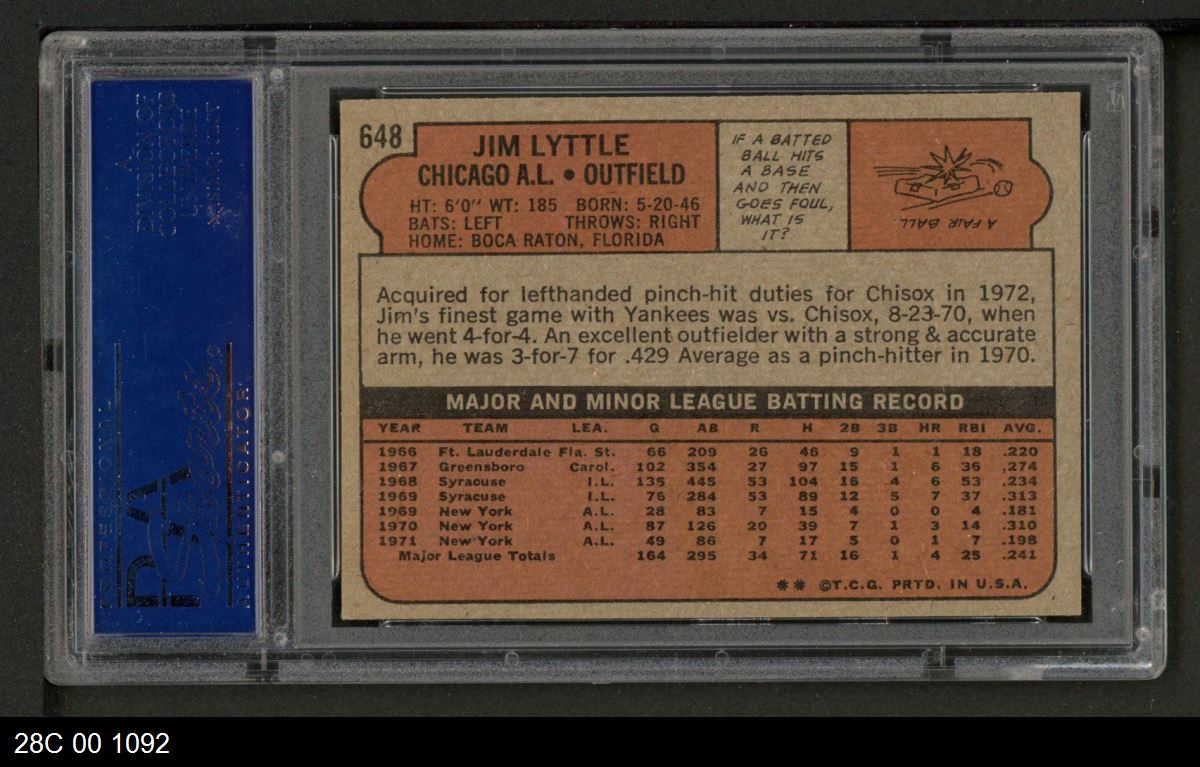 A
DIVISION OF
COLLECTORS
UNIVERSE
PROFESSIONAL
PSA
AUTHENTICATOR
648
JIM LYTTLE
CHICAGO A.L. • OUTFIELD
HT: 6'0" WT: 185 BORN: 5-20-46
BATS: LEFT THROWS: RIGHT
HOME: BOCA RATON, FLORIDA
IF A BATTED
BALL HITS
A BASE
AND THEN
GOES FOUL,
WHAT IS
IT?
A FAIR BALL.
Acquired for lefthanded pinch-hit duties for Chisox in 1972,
Jim's finest game with Yankees was vs. Chisox, 8-23-70, when
he went 4-for-4. An excellent outfielder with a strong & accurate
arm, he was 3-for-7 for .429 Average as a pinch-hitter in 1970.
MAJOR AND MINOR LEAGUE BATTING RECORD
YEAR TEAM LEA. G AB R H 2B 3B HR RBI AVG.
1966 Ft. Lauderdale Fla. St. 66 209 26 46 9 1 1 18 .220
1967 Greensboro Carol. 102 354 27 97 15 1 6 36 .274
1968 Syracuse I.L. 135 445 53 104 16 4 6 53 .234
1969 Syracuse I.L. 76 284 53 89 12 5 7 37 .313
1969 New York A.L. 28 83 7 15 4 0 0 4 .181
1970 New York A.L. 87 126 20 39 7 1 3 14 .310
1971 New York A.L. 49 86 7 17 5 0 1 7 .198
Major League Totals 164 295 34 71 16 1 4 25 .241
** ©T.C.G. PRTD. IN U.S.A.
28C 00 1092